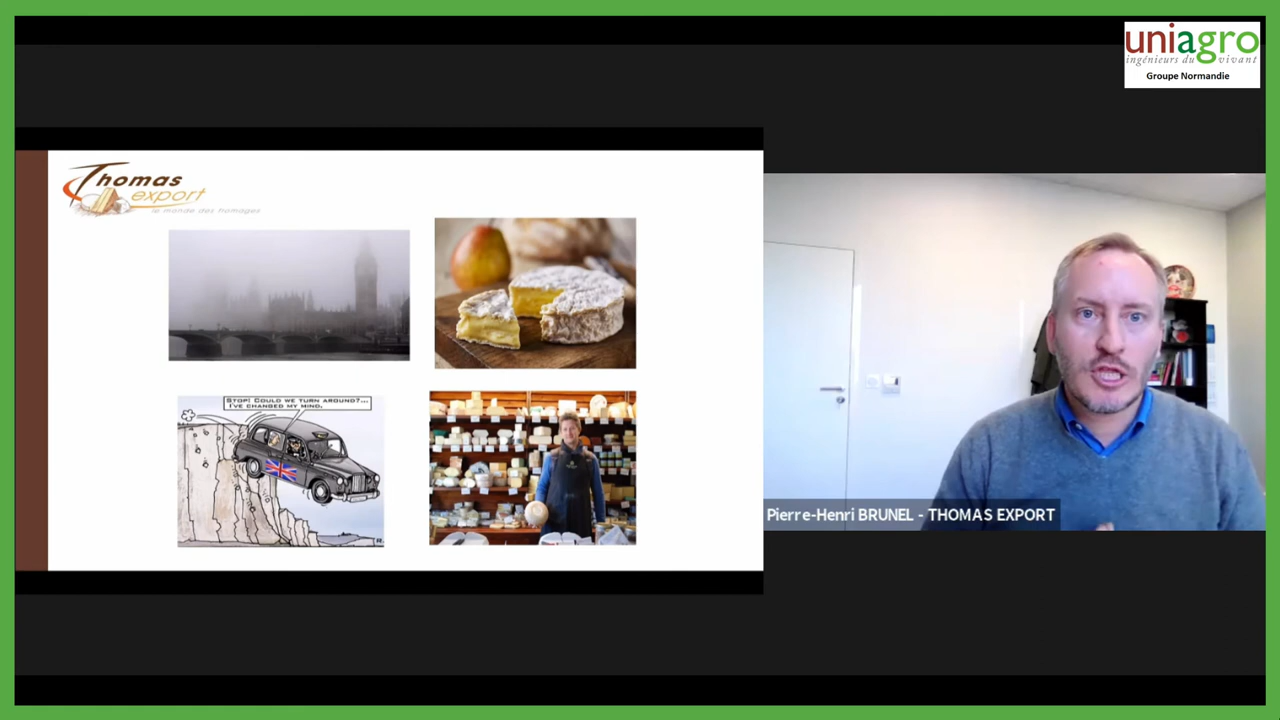 uniagro
ingénieurs du vivant
Groupe Normandie
Thomas
export
le monde des fromages
STOP! COULD WE TURN AROUND?...
I'VE CHANGED MY MIND.
Pierre-Henri BRUNEL - THOMAS EXPORT